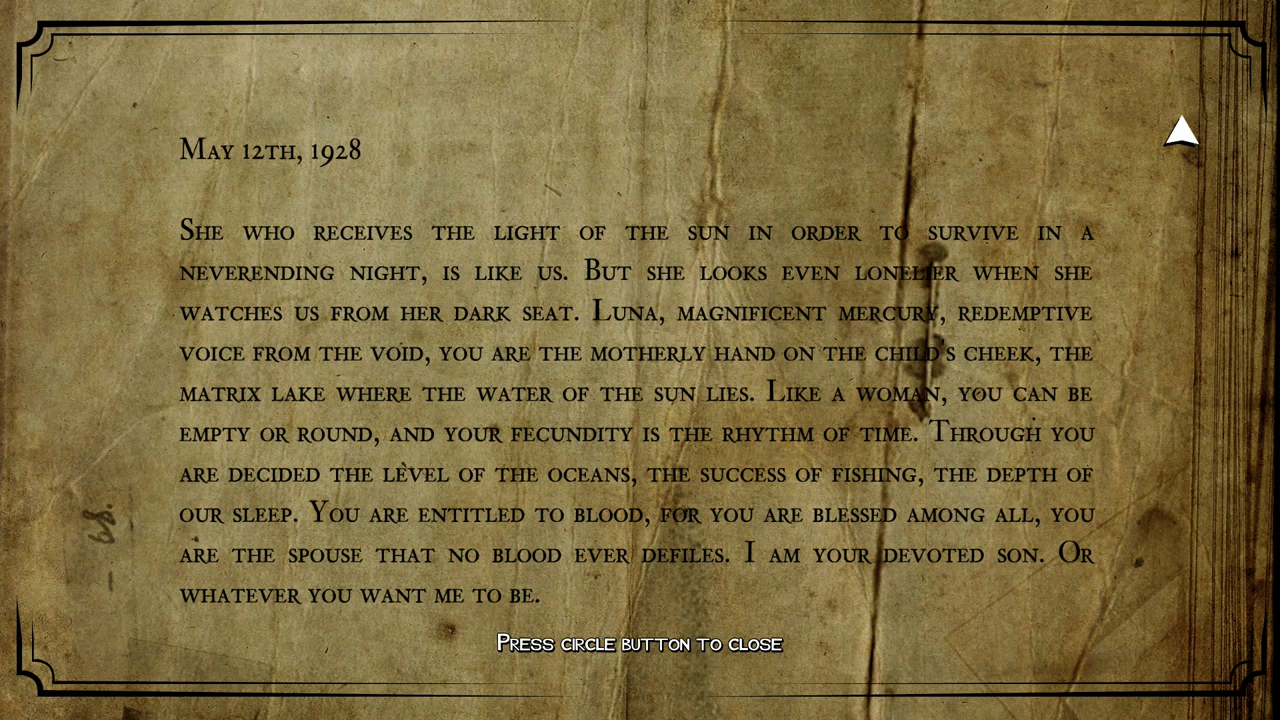 May 12th, 1928
She who receives the light of the sun in order to survive in a
neverending night, is like us. But she looks even lonelier when she
watches us from her dark seat. Luna, magnificent mercury, redemptive
voice from the void, you are the motherly hand on the child's cheek, the
matrix lake where the water of the sun lies. Like a woman, you can be
empty or round, and your fecundity is the rhythm of time. Through you
are decided the level of the oceans, the success of fishing, the depth of
our sleep. You are entitled to blood, for you are blessed among all, you
are the spouse that no blood ever defiles. I am your devoted son. Or
whatever you want me to be.
Press circle button to close